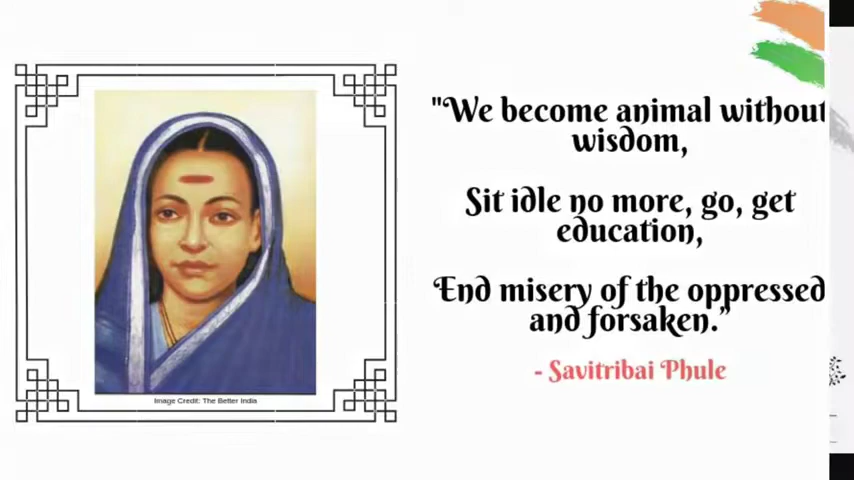 "We become animal without
wisdom,
Sit idle no more, go, get
education,
End misery of the oppressed
and forsaken."
- Savitribai Phule
Image Credit: The Better India